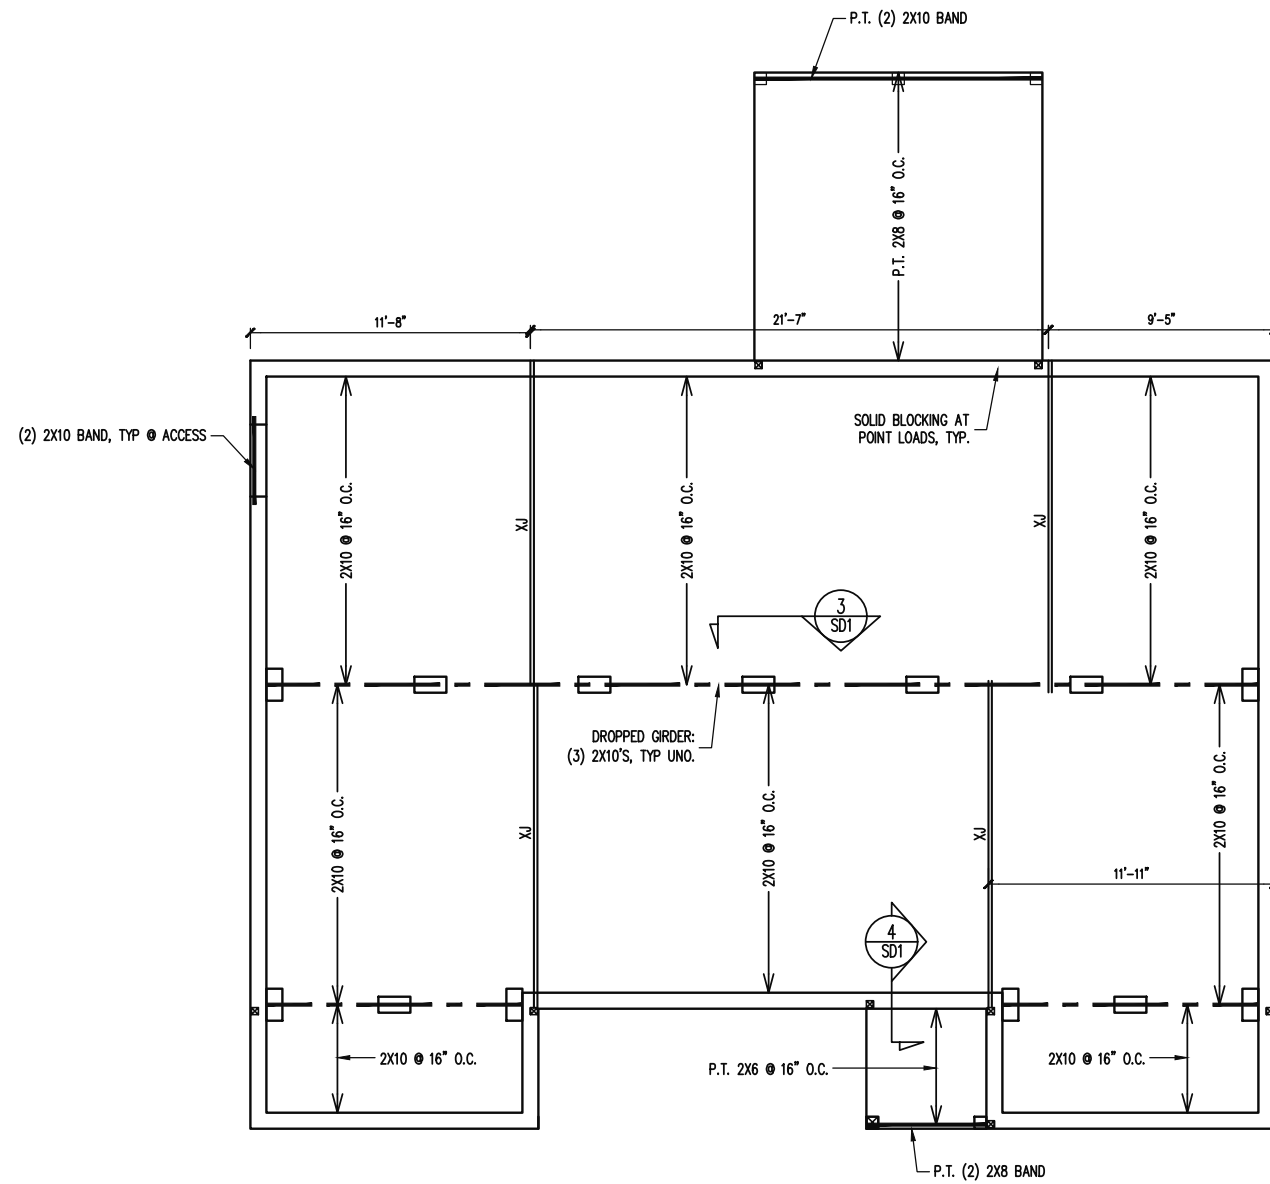 P.T. (2) 2X10 BAND
P.T. 2X8 @ 16" O.C.
11'-8"
21'-7"
9'-5"
(2) 2X10 BAND, TYP @ ACCESS
SOLID BLOCKING AT
POINT LOADS, TYP.
2X10 @ 16" O.C.
XJ
2X10 @ 16" O.C.
XJ
2X10 @ 16" O.C.
3
SD1
DROPPED GIRDER:
(3) 2X10'S, TYP UNO.
2X10 @ 16" O.C.
XJ
2X10 @ 16" O.C.
XJ
2X10 @ 16" O.C.
11'-11"
4
SD1
2X10 @ 16" O.C.
P.T. 2X6 @ 16" O.C.
2X10 @ 16" O.C.
P.T. (2) 2X8 BAND